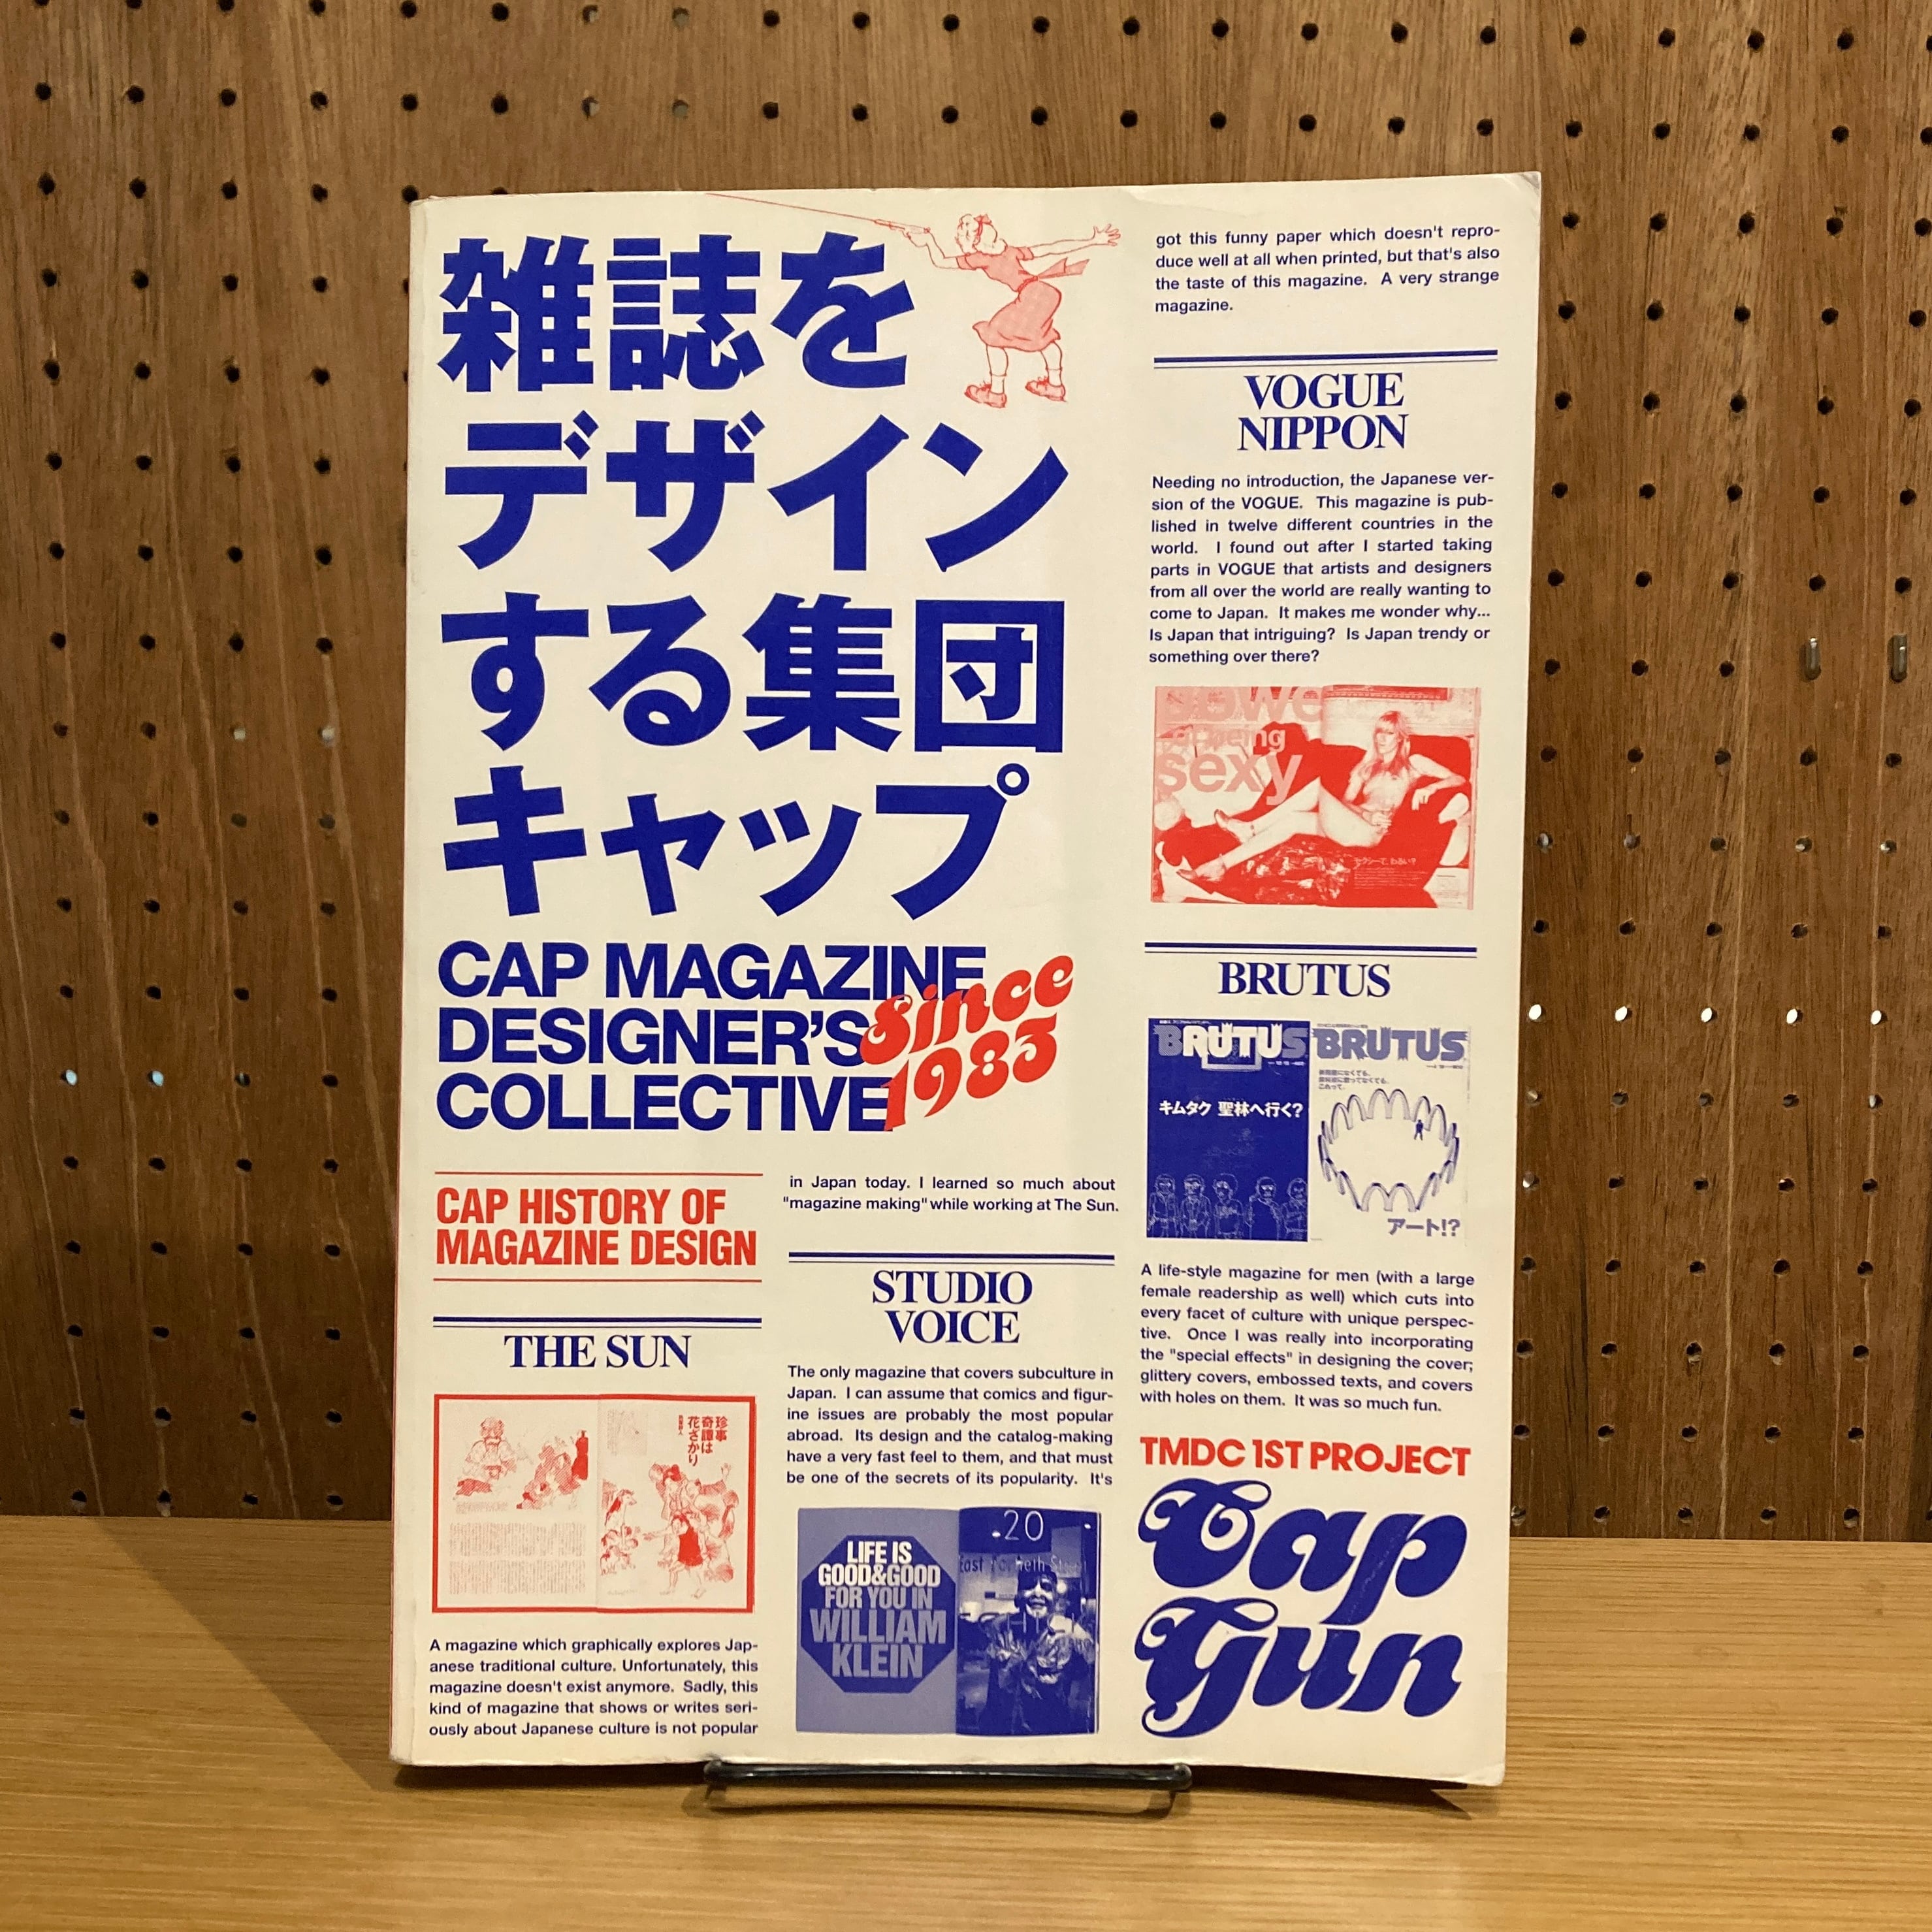 雑誌を
デザイン
する集団
キャップ
CAP MAGAZINE
DESIGNER'S
COLLECTIVE
Since
1983
CAP HISTORY OF
MAGAZINE DESIGN
THE SUN
珍事
奇譚は
花ざかり
A magazine which graphically explores Jap-
anese traditional culture. Unfortunately, this
magazine doesn't exist anymore. Sadly, this
kind of magazine that shows or writes seri-
ously about Japanese culture is not popular
in Japan today. I learned so much about
"magazine making" while working at The Sun.
STUDIO
VOICE
The only magazine that covers subculture in
Japan. I can assume that comics and figur-
ine issues are probably the most popular
abroad. Its design and the catalog-making
have a very fast feel to them, and that must
be one of the secrets of its popularity. It's
LIFE IS
GOOD&GOOD
FOR YOU IN
WILLIAM
KLEIN
20
got this funny paper which doesn't repro-
duce well at all when printed, but that's also
the taste of this magazine. A very strange
magazine.
VOGUE
NIPPON
Needing no introduction, the Japanese ver-
sion of the VOGUE. This magazine is pub-
lished in twelve different countries in the
world. I found out after I started taking
parts in VOGUE that artists and designers
from all over the world are really wanting to
come to Japan. It makes me wonder why...
Is Japan that intriguing? Is Japan trendy or
something over there?
being
sexy
BRUTUS
BRUTUS
キムタク 聖林へ行く?
BRUTUS
アート!?
A life-style magazine for men (with a large
female readership as well) which cuts into
every facet of culture with unique perspec-
tive. Once I was really into incorporating
the "special effects" in designing the cover;
glittery covers, embossed texts, and covers
with holes on them. It was so much fun.
TMDC 1ST PROJECT
Cap
Gun